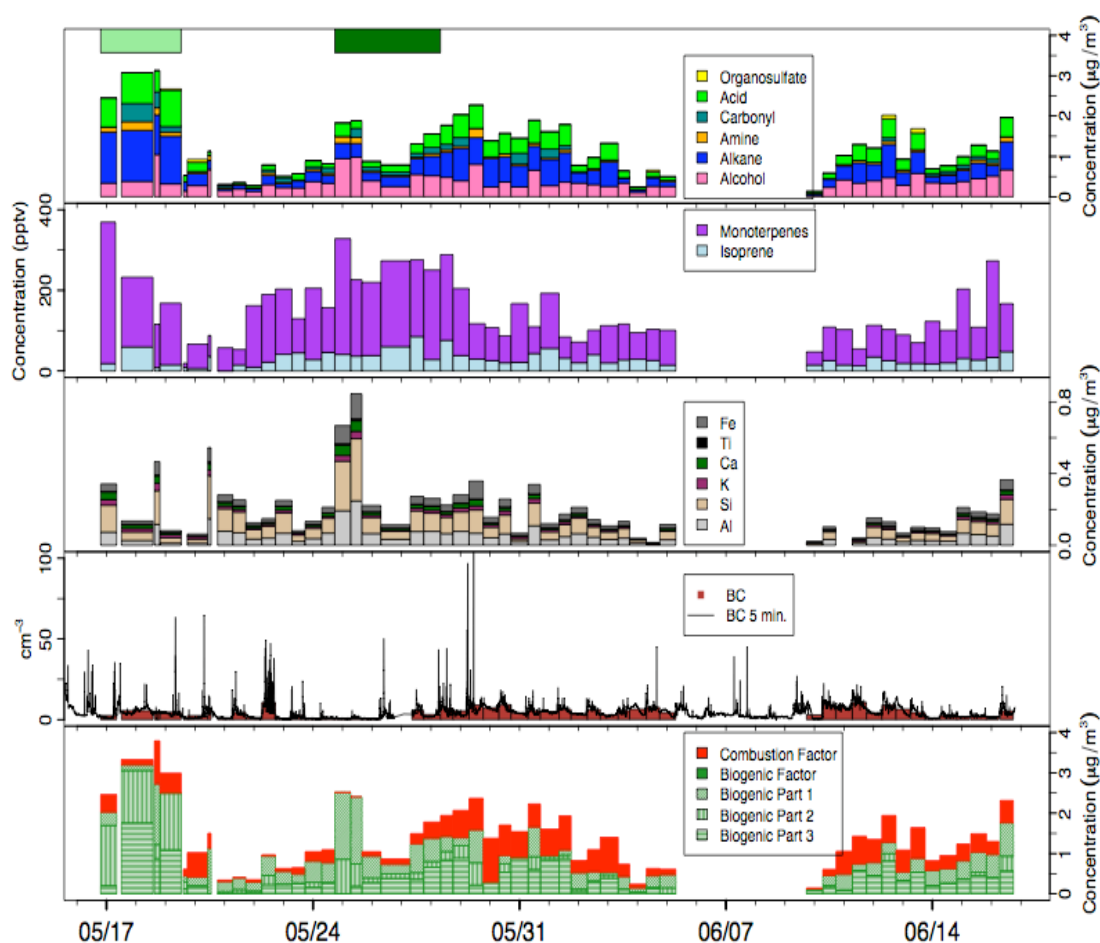 Organosulfate
Acid
Carbonyl
Amine
Alkane
Alcohol
4
3
2
1
0
Concentration (µg/m³)
400
200
0
Concentration (pptv)
Monoterpenes
Isoprene
Fe
Ti
Ca
K
Si
Al
0.8
0.4
0.0
Concentration (µg/m³)
100
50
0
cm⁻³
BC
BC 5 min.
Combustion Factor
Biogenic Factor
Biogenic Part 1
Biogenic Part 2
Biogenic Part 3
4
3
2
1
0
Concentration (µg/m³)
05/17 05/24 05/31 06/07 06/14